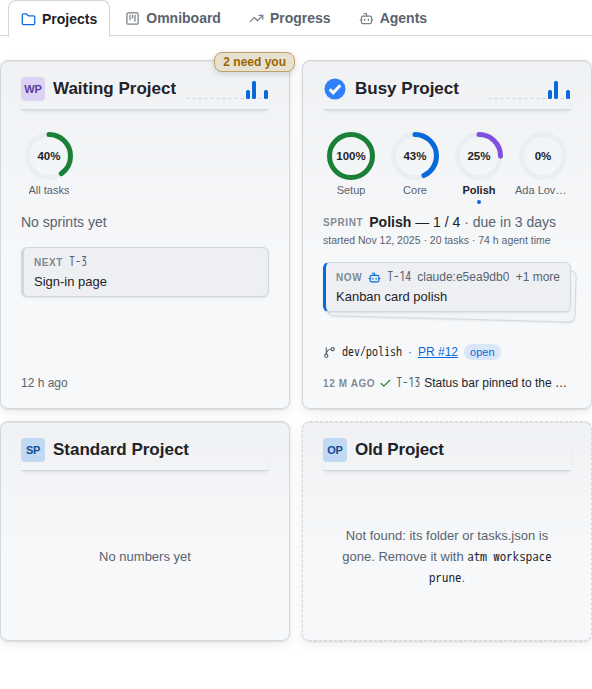 Projects
Omniboard
Progress
Agents
2 need you
WP Waiting Project
40%
All tasks
No sprints yet
NEXT T-3
Sign-in page
12 h ago
Busy Project
100% 43% 25% 0%
Setup Core Polish Ada Lov…
SPRINT Polish — 1 / 4 · due in 3 days
started Nov 12, 2025 · 20 tasks · 74 h agent time
NOW T-14 claude:e5ea9db0 +1 more
Kanban card polish
dev/polish · PR #12 open
12 M AGO T-13 Status bar pinned to the …
SP Standard Project
No numbers yet
OP Old Project
Not found: its folder or tasks.json is
gone. Remove it with atm workspace
prune.